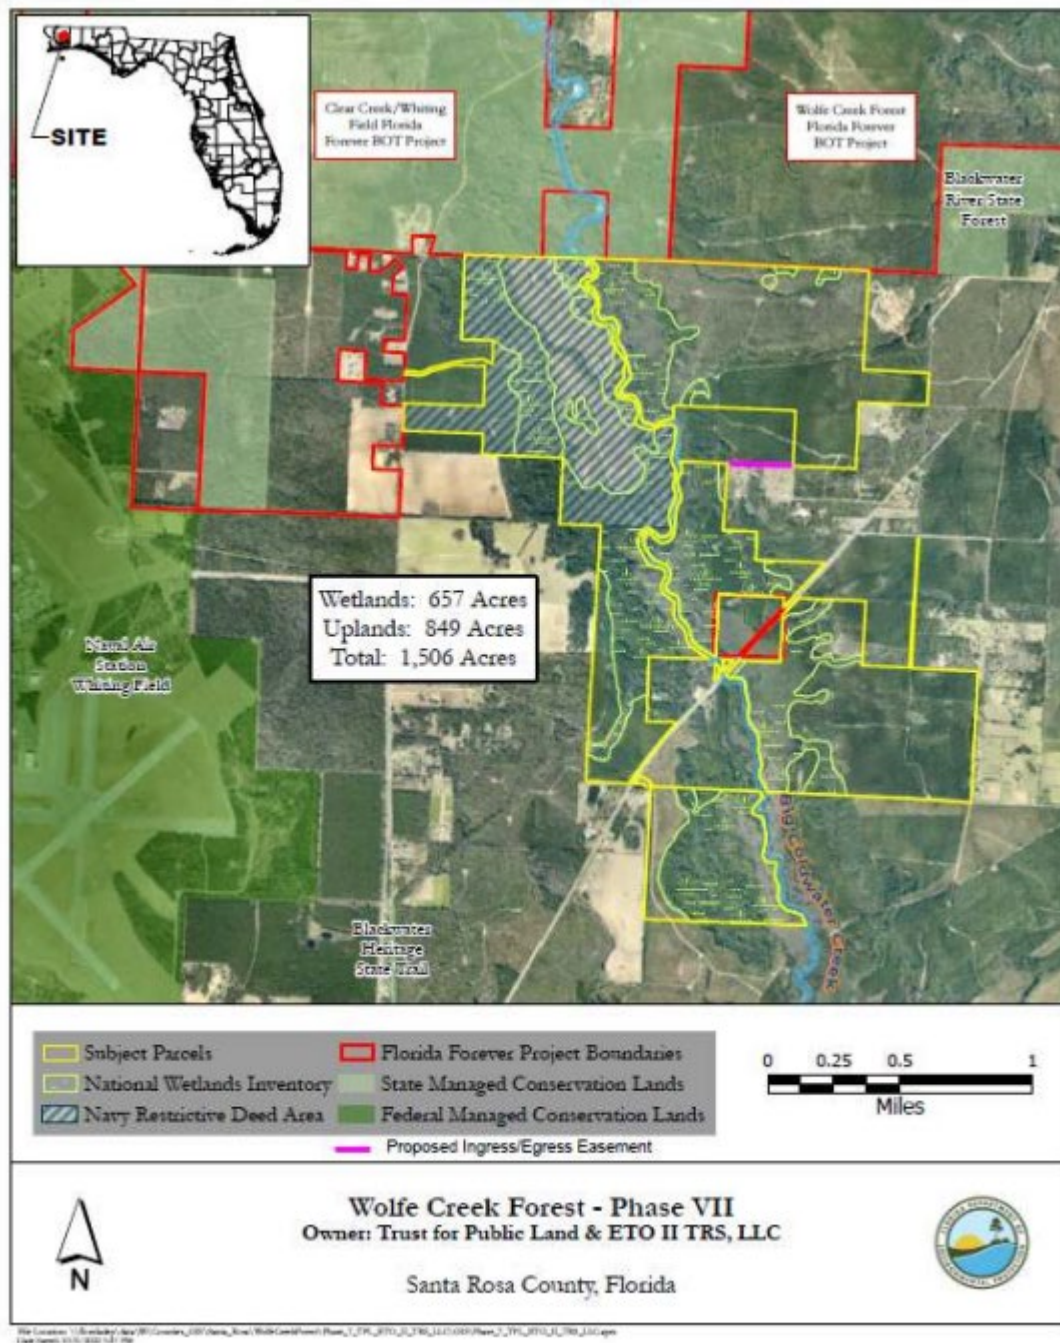 SITE
Clear Creek/Whiting
Field Florida
Forever BOT Project
Wolfe Creek Forest
Florida Forever
BOT Project
Blackwater
River State
Forest
Wetlands: 657 Acres
Uplands: 849 Acres
Total: 1,506 Acres
Naval Air
Station
Whiting Field
Big Coldwater Creek
Blackwater
Heritage
State Trail
Subject Parcels
Florida Forever Project Boundaries
National Wetlands Inventory
State Managed Conservation Lands
Navy Restrictive Deed Area
Federal Managed Conservation Lands
Proposed Ingress/Egress Easement
0 0.25 0.5 1
Miles
N
Wolfe Creek Forest - Phase VII
Owner: Trust for Public Land & ETO II TRS, LLC
Santa Rosa County, Florida